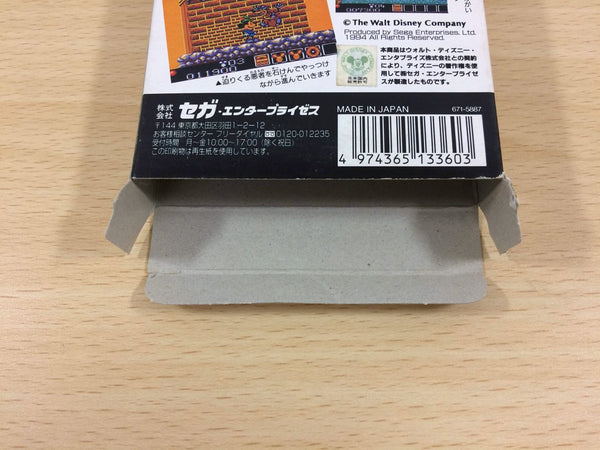 かい
03
011900
007300
04
▲迫りくる悪者を石けんでやっつけ
ながら進んでいきます
© The Walt Disney Company
Produced by Sega Enterprises, Ltd.
1994 All Rights Reserved.
本商品はウォルト・ディズニー・
エンタプライズ株式会社との契約
により、ディズニーの著作権を使
用して㈱セガ・エンタープライゼ
スが製造したものです。
株式会社 セガ・エンタープライゼス
〒144 東京都大田区羽田1-2-12
お客様相談センター フリーダイヤル 0120-012235
受付時間 月〜金10:00〜17:00 (除く祝日)
この印刷物は再生紙を使用しています。
MADE IN JAPAN
671-5887
4 974365 133603